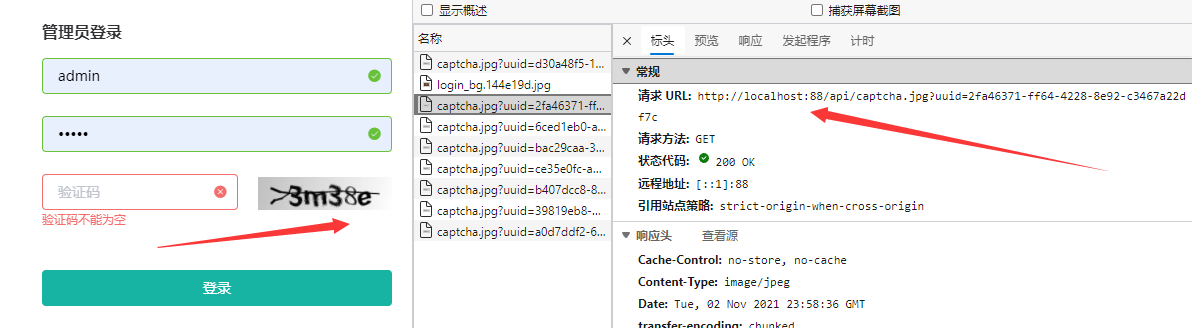 管理员登录
admin
•••••
验证码
3m38e
验证码不能为空
登录
显示概述
捕获屏幕截图
名称
captcha.jpg?uuid=d30a48f5-1...
login_bg.144e19d.jpg
captcha.jpg?uuid=2fa46371-ff...
captcha.jpg?uuid=6ced1eb0-a...
captcha.jpg?uuid=bac29caa-3...
captcha.jpg?uuid=ce35e0fc-a...
captcha.jpg?uuid=b407dcc8-8...
captcha.jpg?uuid=39819eb8-...
captcha.jpg?uuid=a0d7ddf2-6...
× 标头 预览 响应 发起程序 计时
常规
请求 URL: http://localhost:88/api/captcha.jpg?uuid=2fa46371-ff64-4228-8e92-c3467a22d
f7c
请求方法: GET
状态代码: 200 OK
远程地址: [::1]:88
引用站点策略: strict-origin-when-cross-origin
响应头 查看源
Cache-Control: no-store, no-cache
Content-Type: image/jpeg
Date: Tue, 02 Nov 2021 23:58:36 GMT
transfer-encoding: chunked